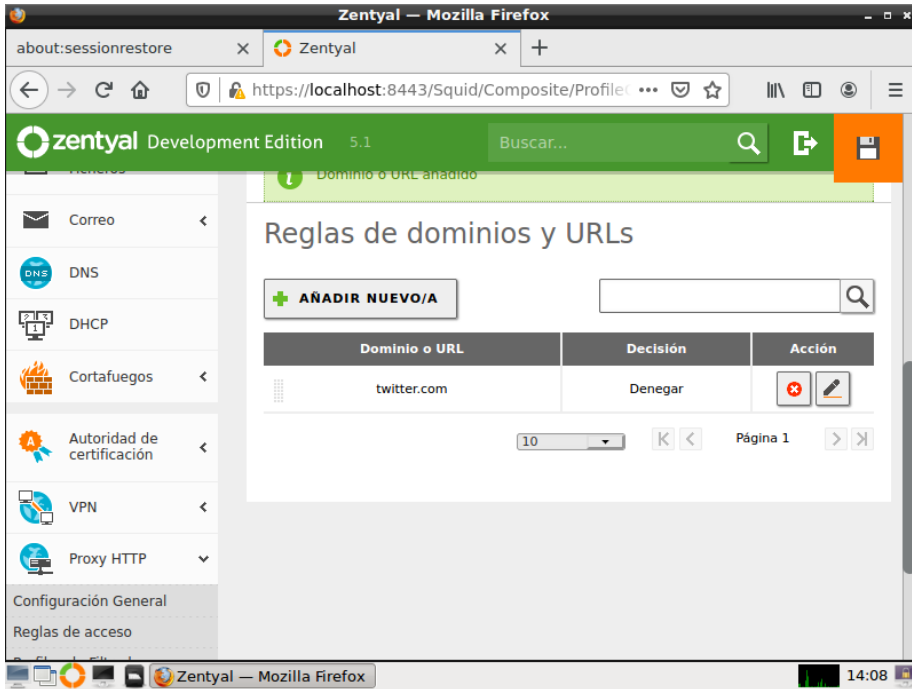 Zentyal — Mozilla Firefox
about:sessionrestore
Zentyal
https://localhost:8443/Squid/Composite/Profile
zentyal Development Edition 5.1
Buscar...
Dominio o URL añadido
Correo
Reglas de dominios y URLs
DNS
DNS
AÑADIR NUEVO/A
DHCP
Dominio o URL Decisión Acción
Cortafuegos
twitter.com Denegar
10 Página 1
Autoridad de
certificación
VPN
Proxy HTTP
Configuración General
Reglas de acceso
Zentyal — Mozilla Firefox
14:08